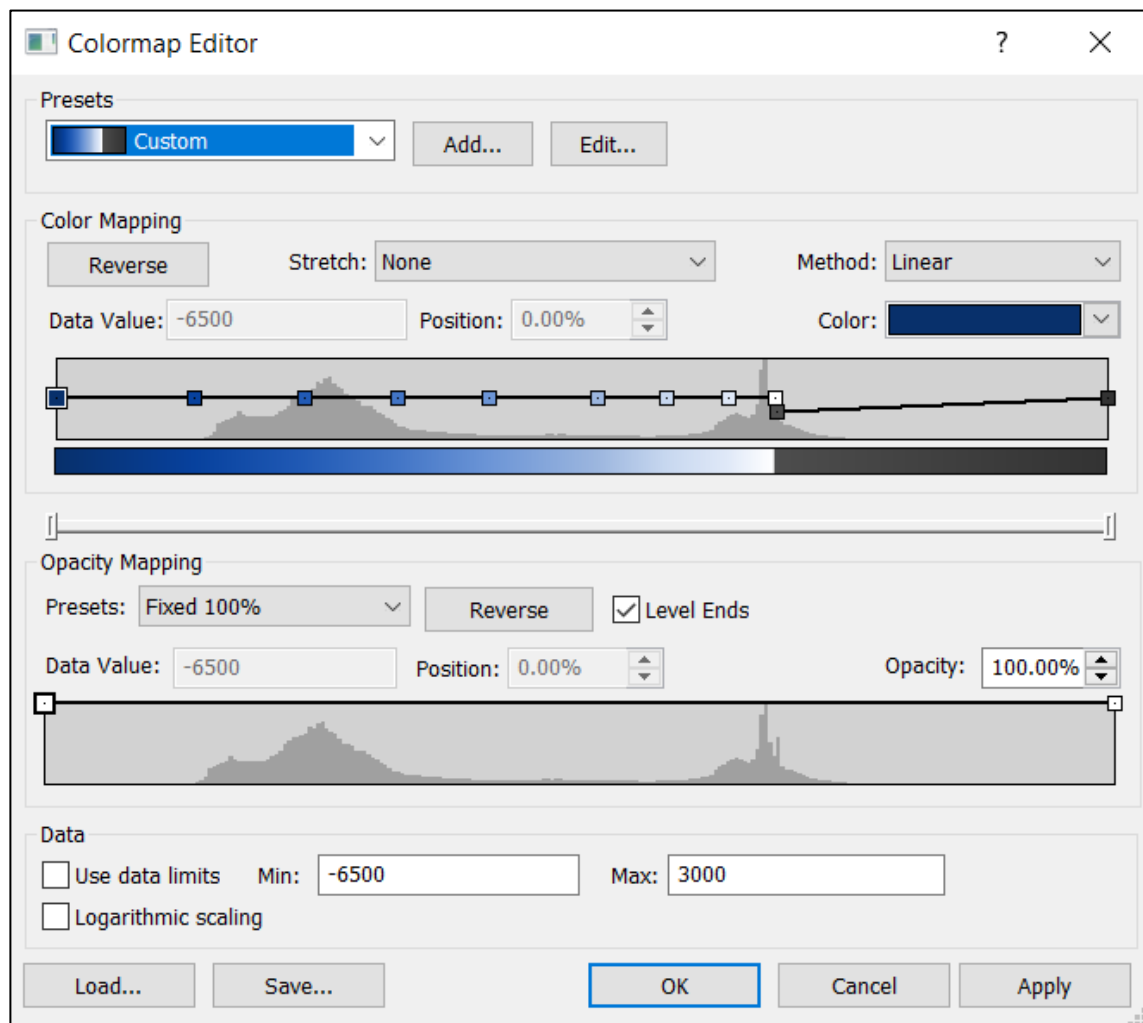 Colormap Editor ?
Presets
Custom Add... Edit...
Color Mapping
Reverse Stretch: None Method: Linear
Data Value: -6500 Position: 0.00% Color:
Opacity Mapping
Presets: Fixed 100% Reverse Level Ends
Data Value: -6500 Position: 0.00% Opacity: 100.00%
Data
Use data limits Min: -6500 Max: 3000
Logarithmic scaling
Load... Save... OK Cancel Apply